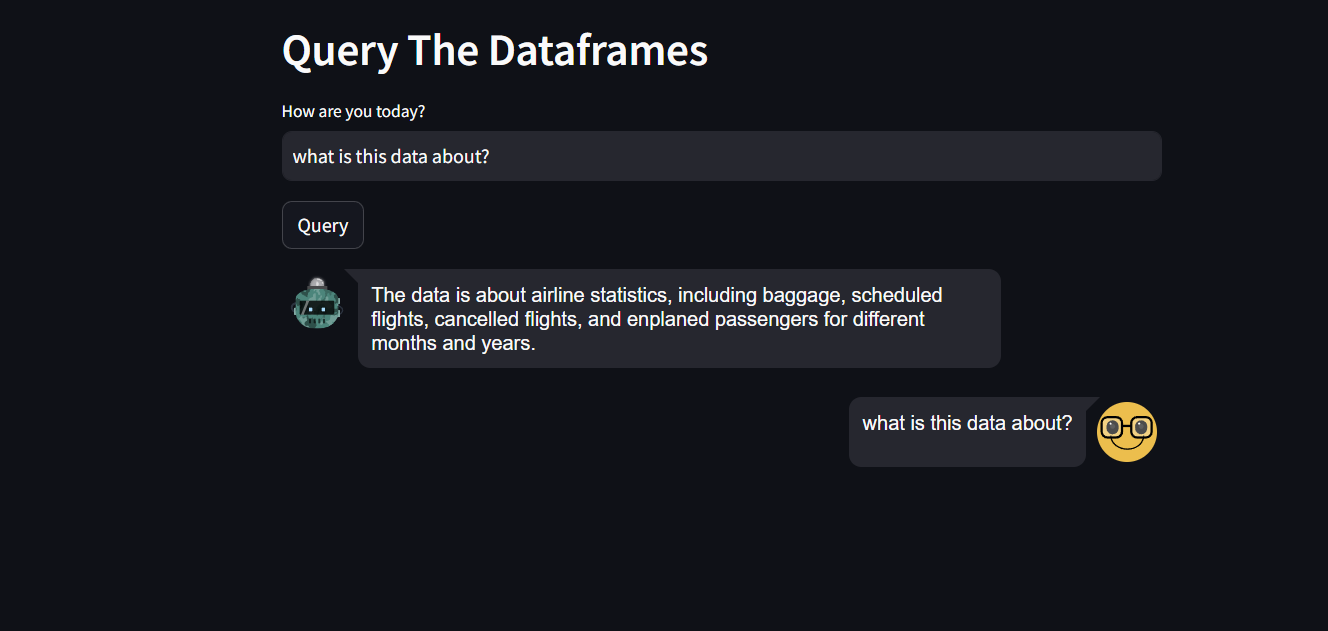 Query The Dataframes
How are you today?
what is this data about?
Query
The data is about airline statistics, including baggage, scheduled
flights, cancelled flights, and enplaned passengers for different
months and years.
what is this data about?